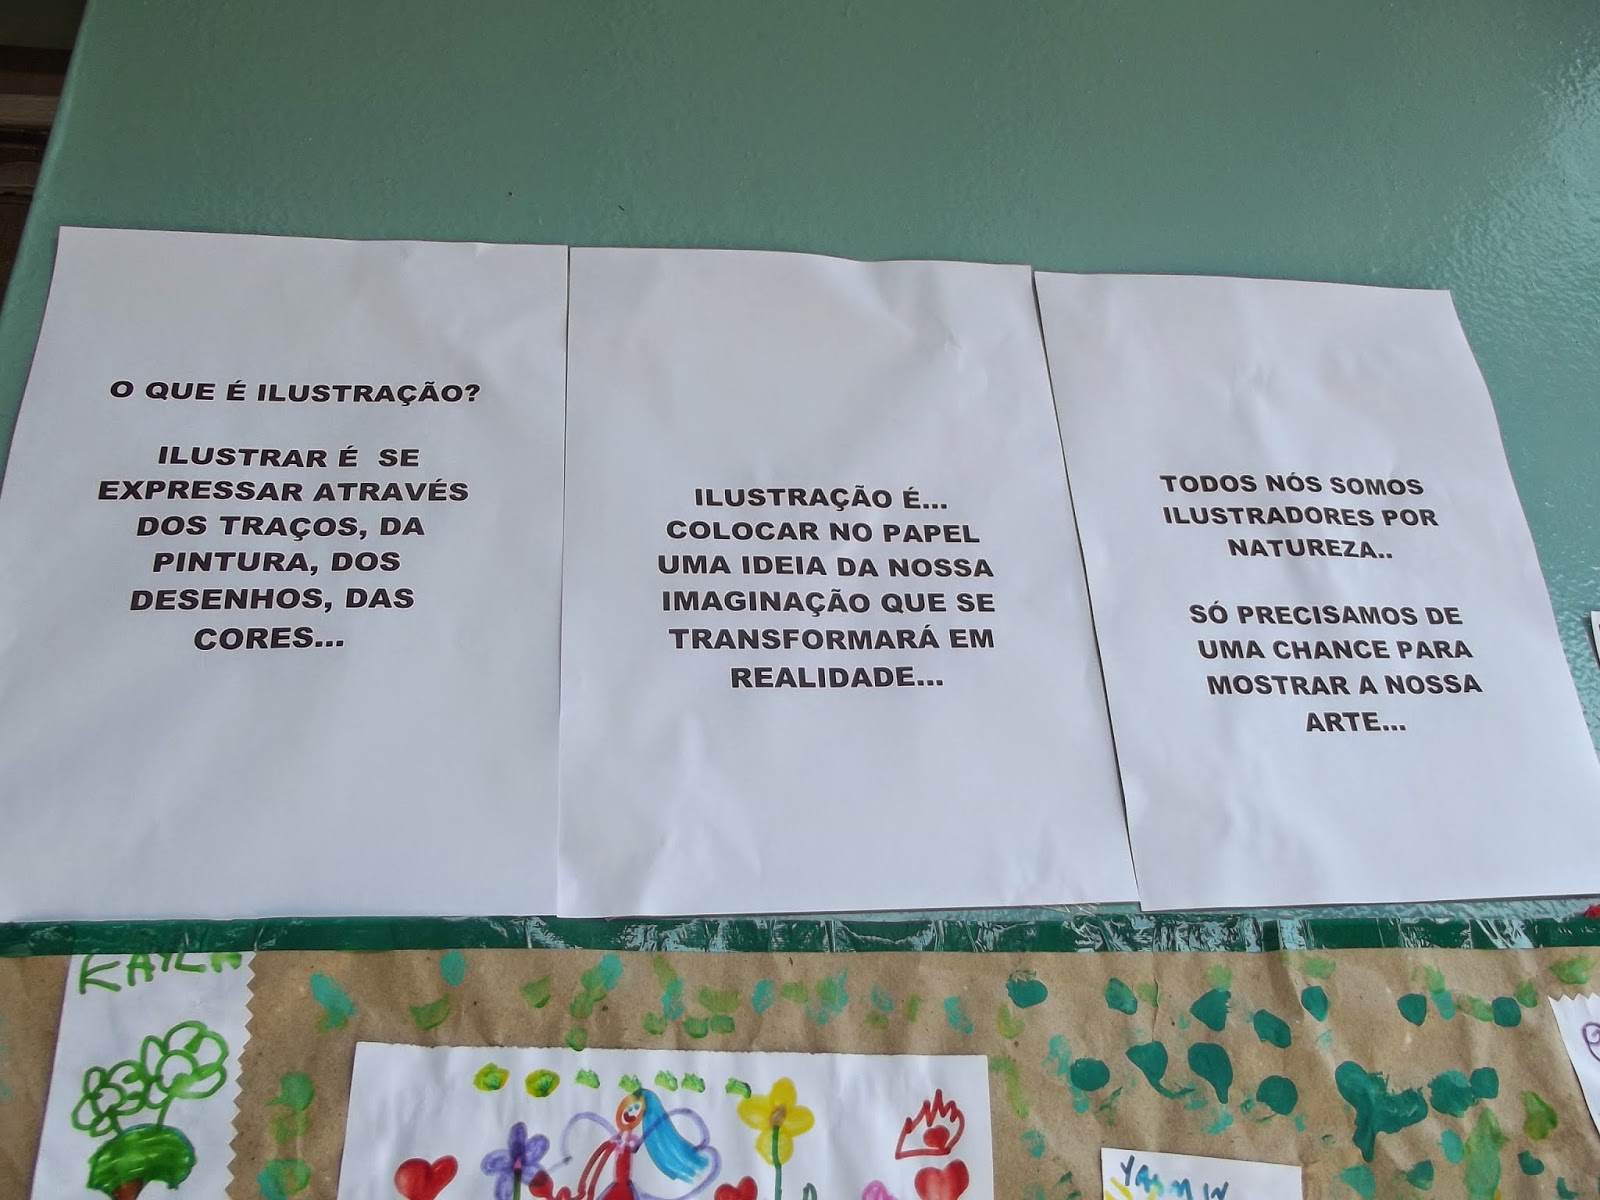 O QUE É ILUSTRAÇÃO?
ILUSTRAR É SE
EXPRESSAR ATRAVÉS
DOS TRAÇOS, DA
PINTURA, DOS
DESENHOS, DAS
CORES...
ILUSTRAÇÃO É...
COLOCAR NO PAPEL
UMA IDEIA DA NOSSA
IMAGINAÇÃO QUE SE
TRANSFORMARÁ EM
REALIDADE...
TODOS NÓS SOMOS
ILUSTRADORES POR
NATUREZA..
SÓ PRECISAMOS DE
UMA CHANCE PARA
MOSTRAR A NOSSA
ARTE...
YASMIN